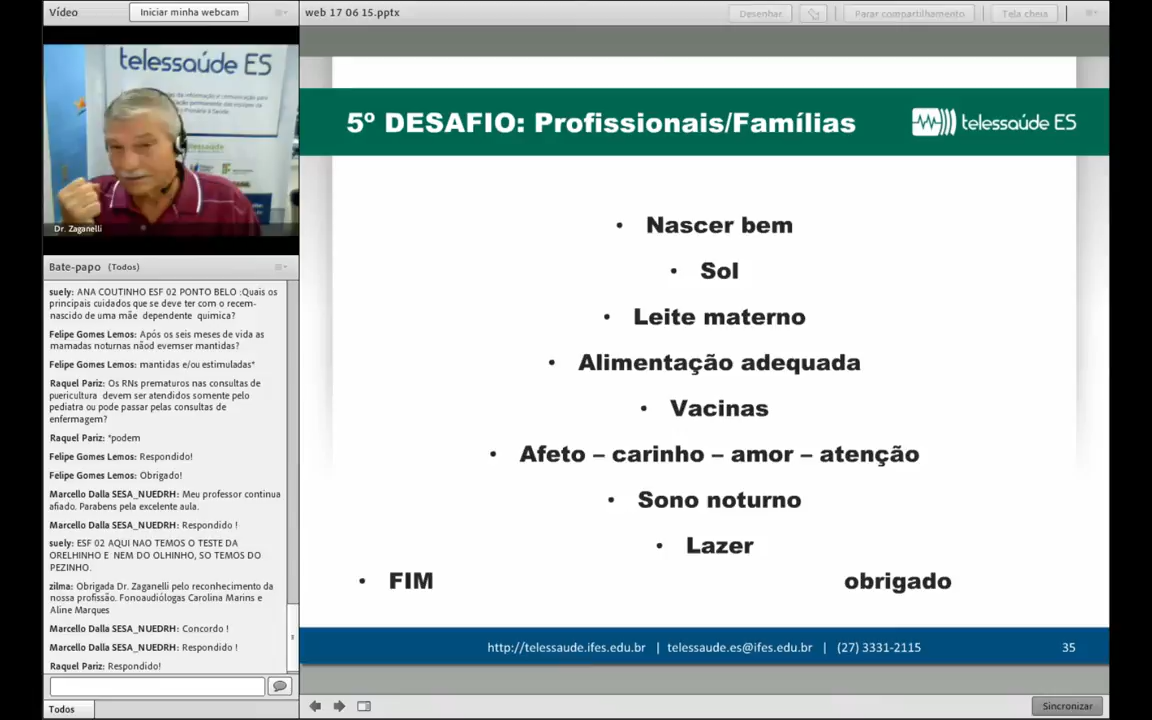 Vídeo
Iniciar minha webcam
web 17 06 15.pptx
Desenhar
Parar compartilhamento
Tela cheia
telessaúde ES
Dr. Zaganelli
Bate-papo (Todos)
suely: ANA COUTINHO ESF 02 PONTO BELO :Quais os
principais cuidados que se deve ter com o recem-
nascido de uma mãe dependente quimica?
Felipe Gomes Lemos: Após os seis meses de vida as
mamadas noturnas nãod evemser mantidas?
Felipe Gomes Lemos: mantidas e/ou estimuladas*
Raquel Pariz: Os RNs prematuros nas consultas de
puericultura devem ser atendidos somente pelo
pediatra ou pode passar pelas consultas de
enfermagem?
Raquel Pariz: *podem
Felipe Gomes Lemos: Respondido!
Felipe Gomes Lemos: Obrigado!
Marcello Dalla SESA_NUEDRH: Meu professor continua
afiado. Parabens pela excelente aula.
Marcello Dalla SESA_NUEDRH: Respondido !
suely: ESF 02 AQUI NAO TEMOS O TESTE DA
ORELHINHO E NEM DO OLHINHO, SO TEMOS DO
PEZINHO.
zilma: Obrigada Dr. Zaganelli pelo reconhecimento da
nossa profissão. Fonoaudiólogas Carolina Marins e
Aline Marques
Marcello Dalla SESA_NUEDRH: Concordo !
Marcello Dalla SESA_NUEDRH: Respondido !
Raquel Pariz: Respondido!
Todos
5º DESAFIO: Profissionais/Famílias
telessaúde ES
• Nascer bem
• Sol
• Leite materno
• Alimentação adequada
• Vacinas
• Afeto – carinho – amor – atenção
• Sono noturno
• Lazer
• FIM obrigado
http://telessaude.ifes.edu.br | telessaude.es@ifes.edu.br | (27) 3331-2115
35
Sincronizar